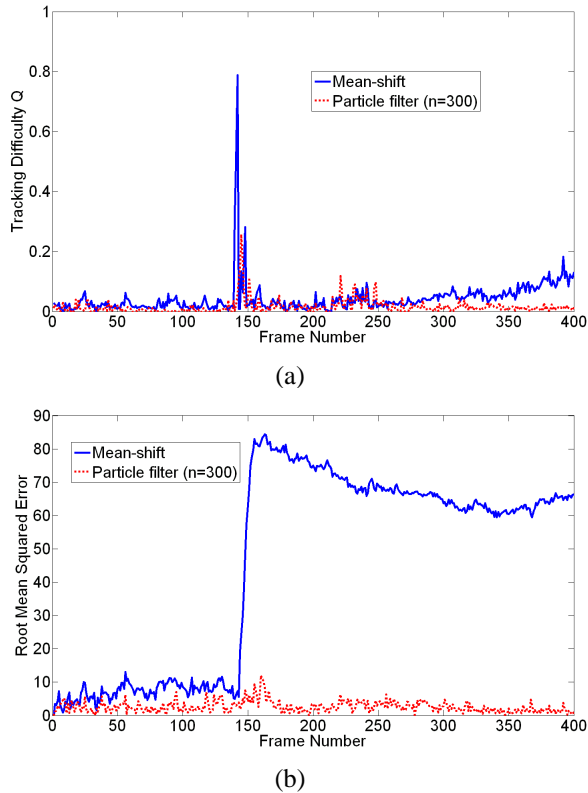 1
0.8
0.6
0.4
0.2
0
Tracking Difficulty Q
Mean-shift
Particle filter (n=300)
0 50 100 150 200 250 300 350 400
Frame Number
(a)
90
80
70
60
50
40
30
20
10
0
Root Mean Squared Error
Mean-shift
Particle filter (n=300)
0 50 100 150 200 250 300 350 400
Frame Number
(b)